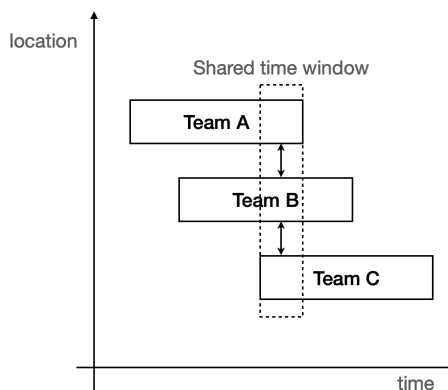 location
Shared time window
Team A
Team B
Team C
time